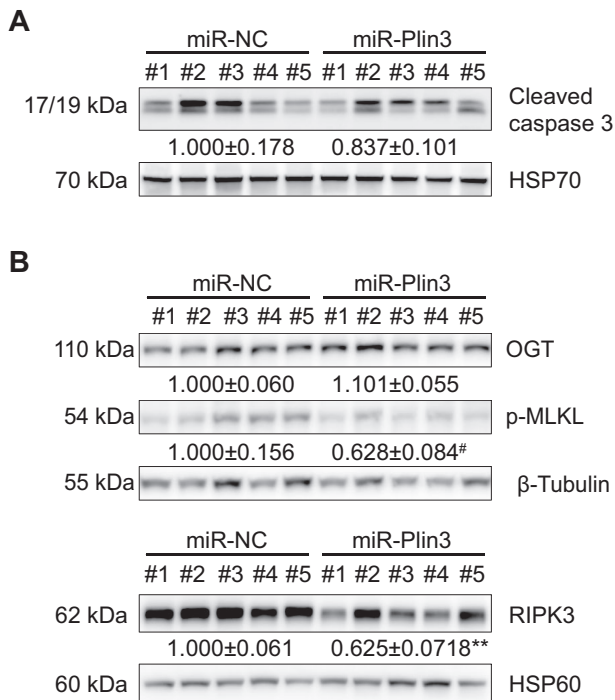 A
miR-NC miR-Plin3
#1 #2 #3 #4 #5 #1 #2 #3 #4 #5
17/19 kDa Cleaved caspase 3
1.000±0.178 0.837±0.101
70 kDa HSP70
B
miR-NC miR-Plin3
#1 #2 #3 #4 #5 #1 #2 #3 #4 #5
110 kDa OGT
1.000±0.060 1.101±0.055
54 kDa p-MLKL
1.000±0.156 0.628±0.084#
55 kDa β-Tubulin
miR-NC miR-Plin3
#1 #2 #3 #4 #5 #1 #2 #3 #4 #5
62 kDa RIPK3
1.000±0.061 0.625±0.0718**
60 kDa HSP60